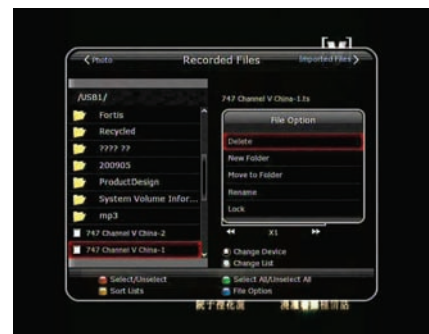 Photo
Recorded Files
Imported Files
/USB1/
747 Channel V China-1.ts
Fortis
Recycled
???? ??
200905
ProductDesign
System Volume Infor...
mp3
747 Channel V China-2
747 Channel V China-1
File Option
Delete
New Folder
Move to Folder
Rename
Lock
X1
Change Device
Change List
Select/Unselect
Select All/Unselect All
Sort Lists
File Option